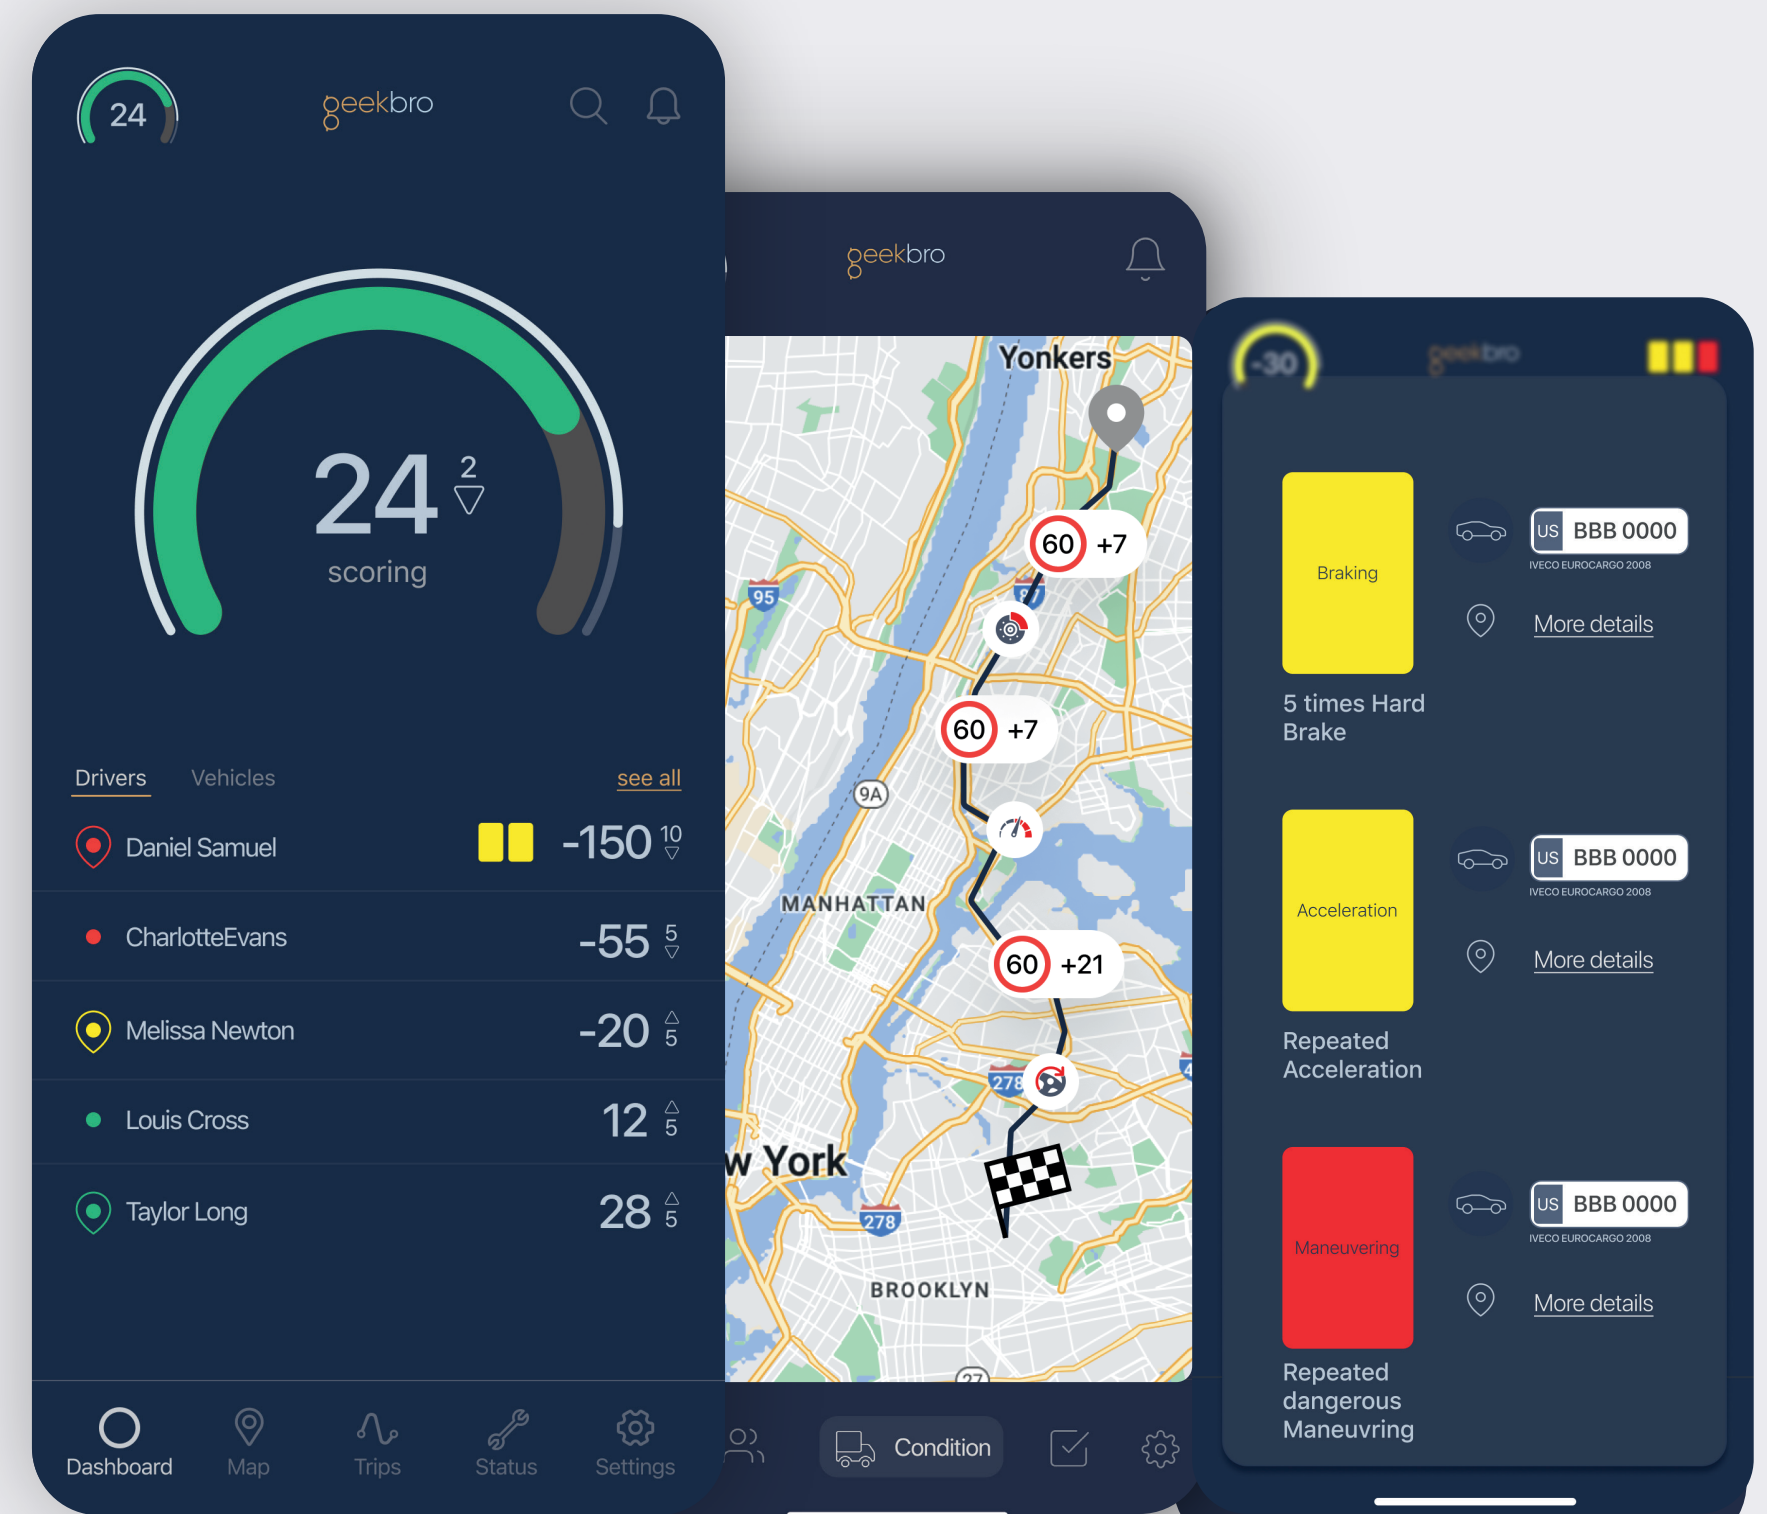 24
geekbro
24
2
scoring
Drivers
Vehicles
see all
Daniel Samuel
-150
10
CharlotteEvans
-55
5
Melissa Newton
-20
5
Louis Cross
12
5
Taylor Long
28
5
Dashboard
Map
Trips
Status
Settings
geekbro
Yonkers
60 +7
95
87
60 +7
9A
MANHATTAN
60 +21
278
4
w York
278
BROOKLYN
27
Condition
-30
geekbro
Braking
US BBB 0000
IVECO EUROCARGO 2008
More details
5 times Hard
Brake
Acceleration
US BBB 0000
IVECO EUROCARGO 2008
More details
Repeated
Acceleration
Maneuvering
US BBB 0000
IVECO EUROCARGO 2008
More details
Repeated
dangerous
Maneuvring